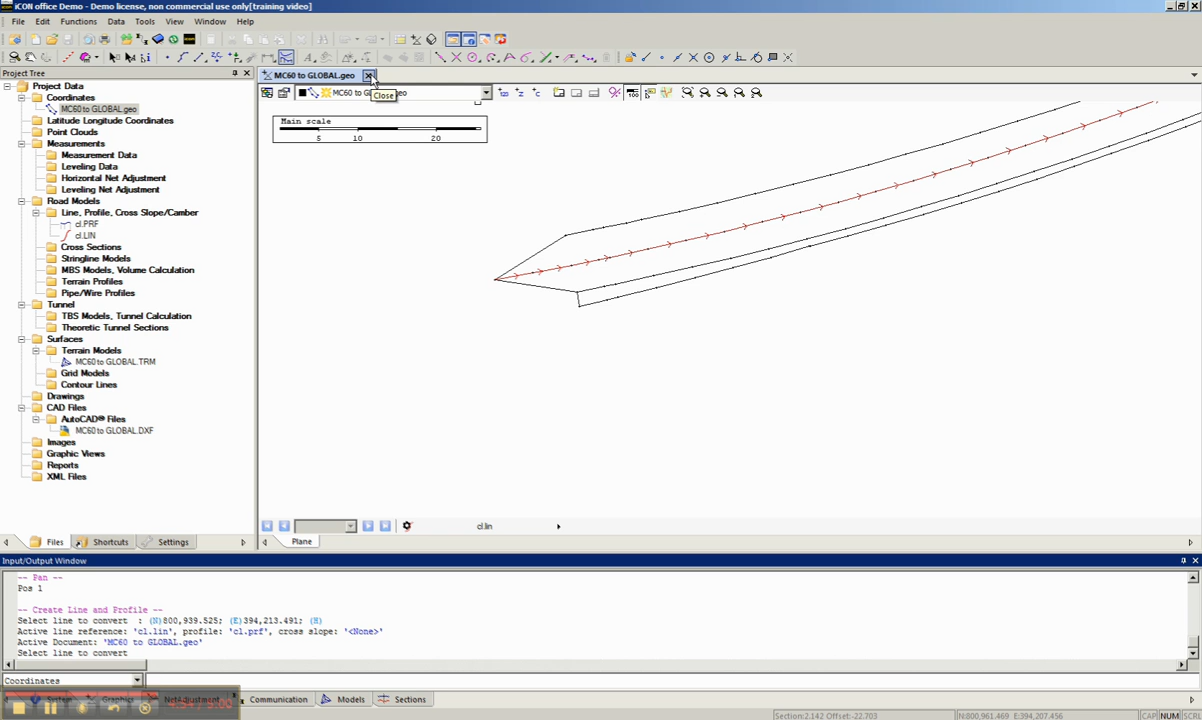 iCON office Demo - Demo license, non commercial use only[training video]
File Edit Functions Data Tools View Window Help
Project Tree
MC60 to GLOBAL.geo
Close
Project Data
Coordinates
MC60 to GLOBAL.geo
Latitude Longitude Coordinates
Point Clouds
Measurements
Measurement Data
Leveling Data
Horizontal Net Adjustment
Leveling Net Adjustment
Road Models
Line, Profile, Cross Slope/Camber
cl.PRF
cl.LIN
Cross Sections
Stringline Models
MBS Models, Volume Calculation
Terrain Profiles
Pipe/Wire Profiles
Tunnel
TBS Models, Tunnel Calculation
Theoretic Tunnel Sections
Surfaces
Terrain Models
MC60 to GLOBAL.TRM
Grid Models
Contour Lines
Drawings
CAD Files
AutoCAD® Files
MC60 to GLOBAL.DXF
Images
Graphic Views
Reports
XML Files
Files Shortcuts Settings
Main scale
5 10 20
cl.lin
Plane
Input/Output Window
-- Pan --
Pos 1
-- Create Line and Profile --
Select line to convert : (N)800,939.525; (E)394,213.491; (H)
Active line reference: 'cl.lin', profile: 'cl.prf', cross slope: '<None>'
Active Document: 'MC60 to GLOBAL.geo'
Select line to convert
Coordinates
System Graphics Net Adjustment Communication Models Sections
Section:2.142 Offset:-22.703 N:800,961.469 E:394,207.456 CAP NUM SCRL